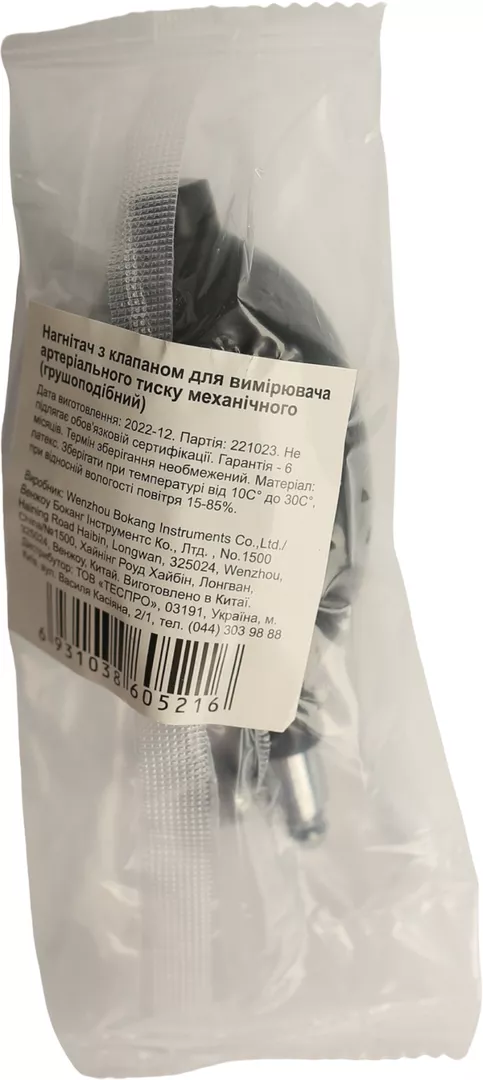 Нагнітач з клапаном для вимірювача
артеріального тиску механічного
(грушоподібний)
Дата виготовлення: 2022-12. Партія: 221023. Не
підлягає обов'язковій сертифікації. Гарантія - 6
місяців. Термін зберігання необмежений. Матеріал:
латекс. Зберігати при температурі від 10С° до 30С°,
при відносній вологості повітря 15-85%.
Виробник: Wenzhou Bokang Instruments Co.,Ltd./
Венжоу Боканг Інструментс Ко., Лтд. , No.1500
Haining Road Haibin, Longwan, 325024, Wenzhou,
China/№1500, Хайнінг Роуд Хайбін, Лонгван,
325024, Венжоу, Китай. Виготовлено в Китаї.
Дистрибутор: ТОВ «ТЕСПРО», 03191, Україна, м.
Київ, вул. Василя Касіяна, 2/1, тел. (044) 303 98 88
6 931038 605216